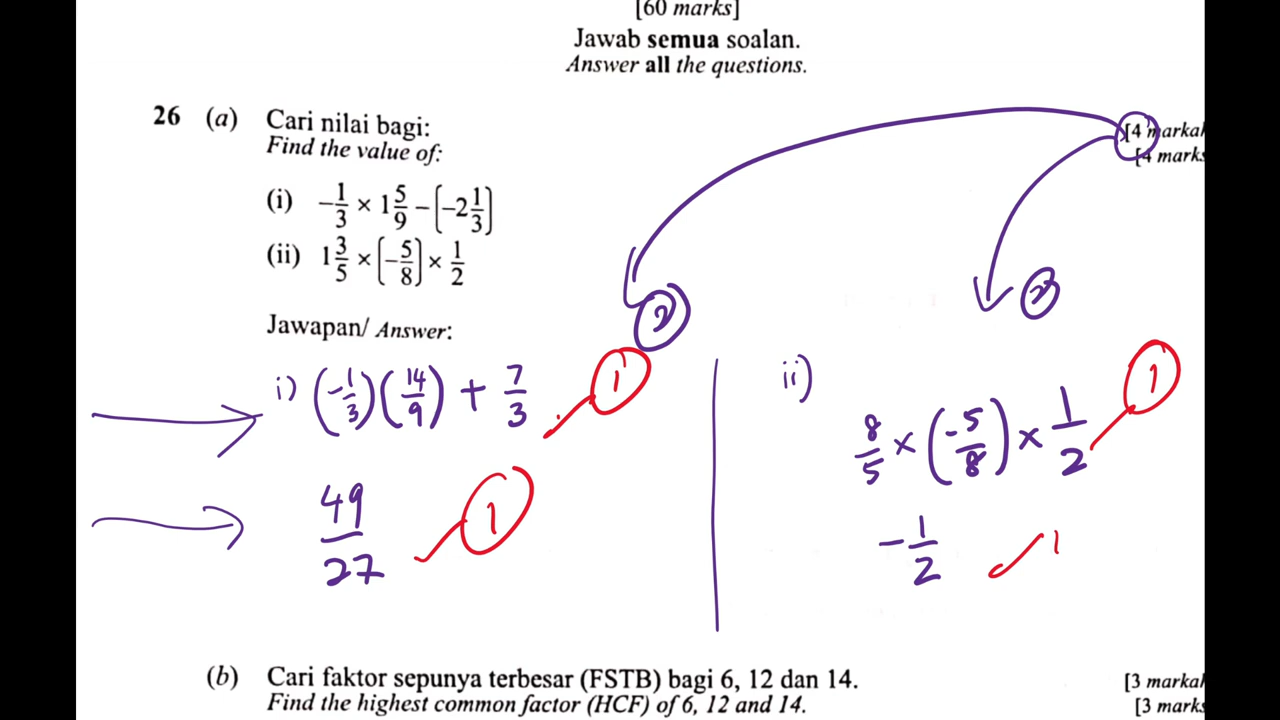 [60 marks]
Jawab semua soalan.
Answer all the questions.
26 (a) Cari nilai bagi: [4 markah
Find the value of: [4 marks
(i) -1/3 × 1 5/9 - [-2 1/3]
(ii) 1 3/5 × [-5/8] × 1/2
2 2
Jawapan/ Answer:
i) (-1/3)(14/9) + 7/3 1
49/27 1
ii)
8/5 × (-5/8) × 1/2 1
-1/2 1
(b) Cari faktor sepunya terbesar (FSTB) bagi 6, 12 dan 14. [3 markah
Find the highest common factor (HCF) of 6, 12 and 14. [3 marks